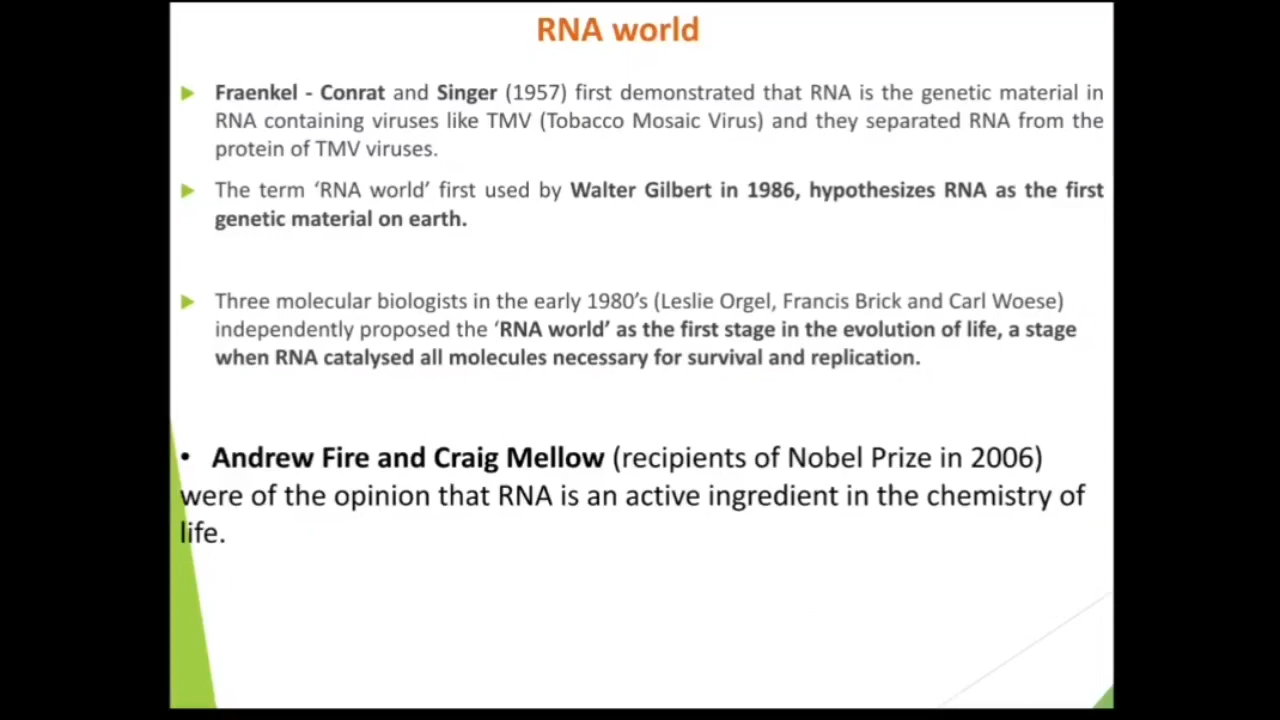 RNA world
Fraenkel - Conrat and Singer (1957) first demonstrated that RNA is the genetic material in
RNA containing viruses like TMV (Tobacco Mosaic Virus) and they separated RNA from the
protein of TMV viruses.
The term ‘RNA world’ first used by Walter Gilbert in 1986, hypothesizes RNA as the first
genetic material on earth.
Three molecular biologists in the early 1980’s (Leslie Orgel, Francis Brick and Carl Woese)
independently proposed the ‘RNA world’ as the first stage in the evolution of life, a stage
when RNA catalysed all molecules necessary for survival and replication.
• Andrew Fire and Craig Mellow (recipients of Nobel Prize in 2006)
were of the opinion that RNA is an active ingredient in the chemistry of
life.